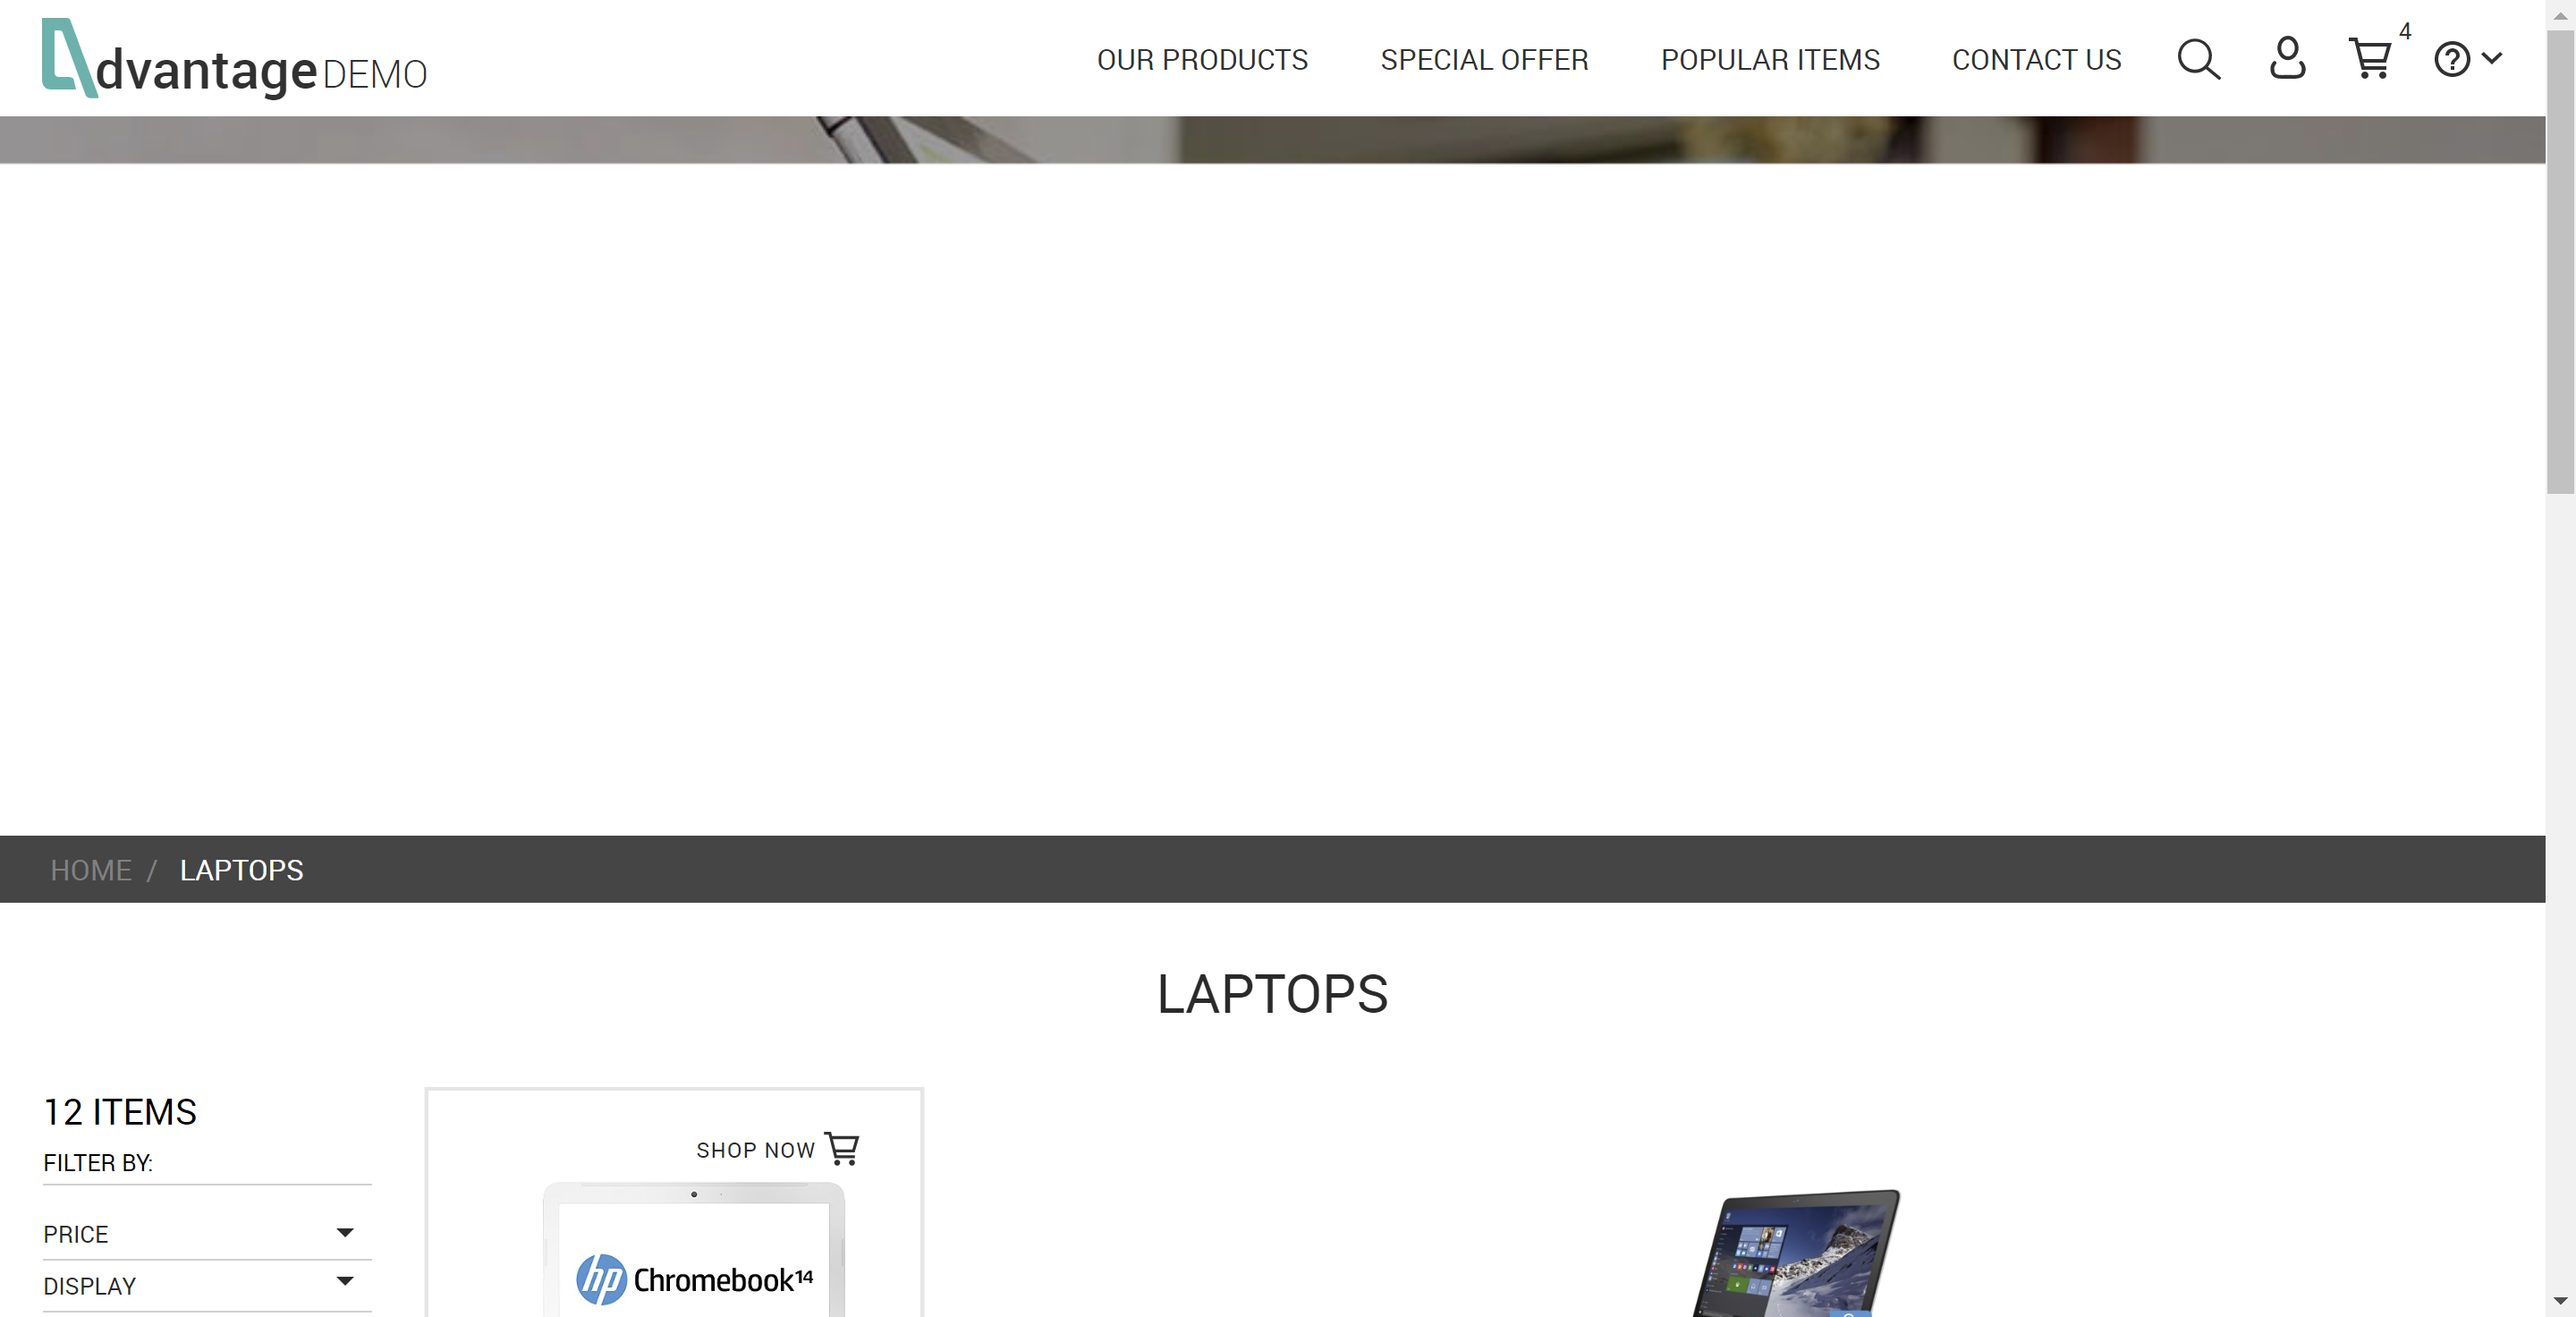 dvantage DEMO
OUR PRODUCTS
SPECIAL OFFER
POPULAR ITEMS
CONTACT US
4
?
HOME / LAPTOPS
LAPTOPS
12 ITEMS
FILTER BY:
PRICE
DISPLAY
SHOP NOW
hp Chromebook14